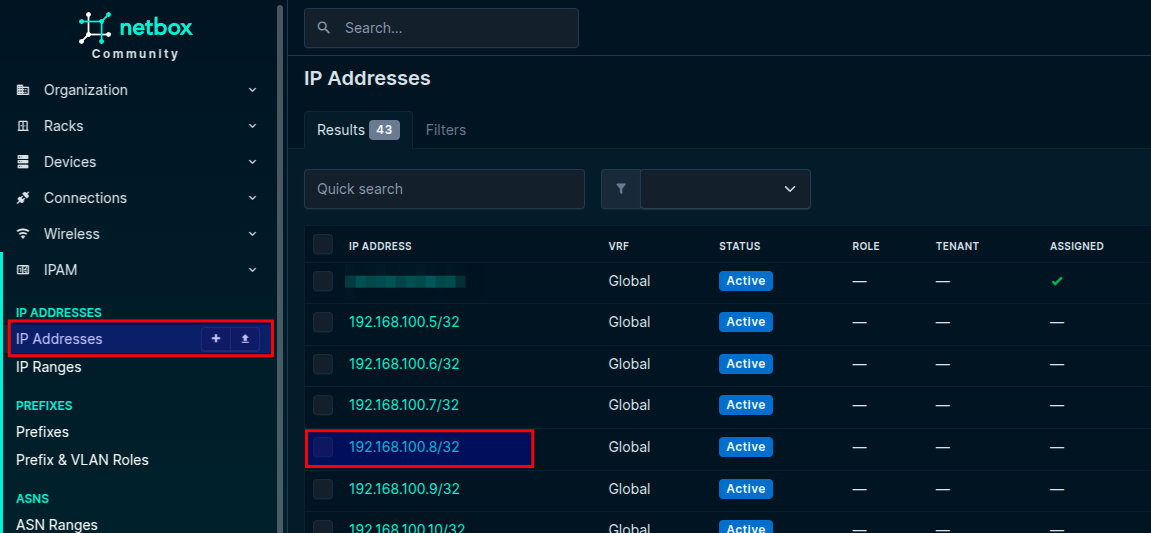 netbox
Community
Organization
Racks
Devices
Connections
Wireless
IPAM
IP ADDRESSES
IP Addresses
IP Ranges
PREFIXES
Prefixes
Prefix & VLAN Roles
ASNS
ASN Ranges
Search...
IP Addresses
Results 43 Filters
Quick search
IP ADDRESS VRF STATUS ROLE TENANT ASSIGNED
Global Active — —
192.168.100.5/32 Global Active — — —
192.168.100.6/32 Global Active — — —
192.168.100.7/32 Global Active — — —
192.168.100.8/32 Global Active — — —
192.168.100.9/32 Global Active — — —
192.168.100.10/32 Global Active — — —